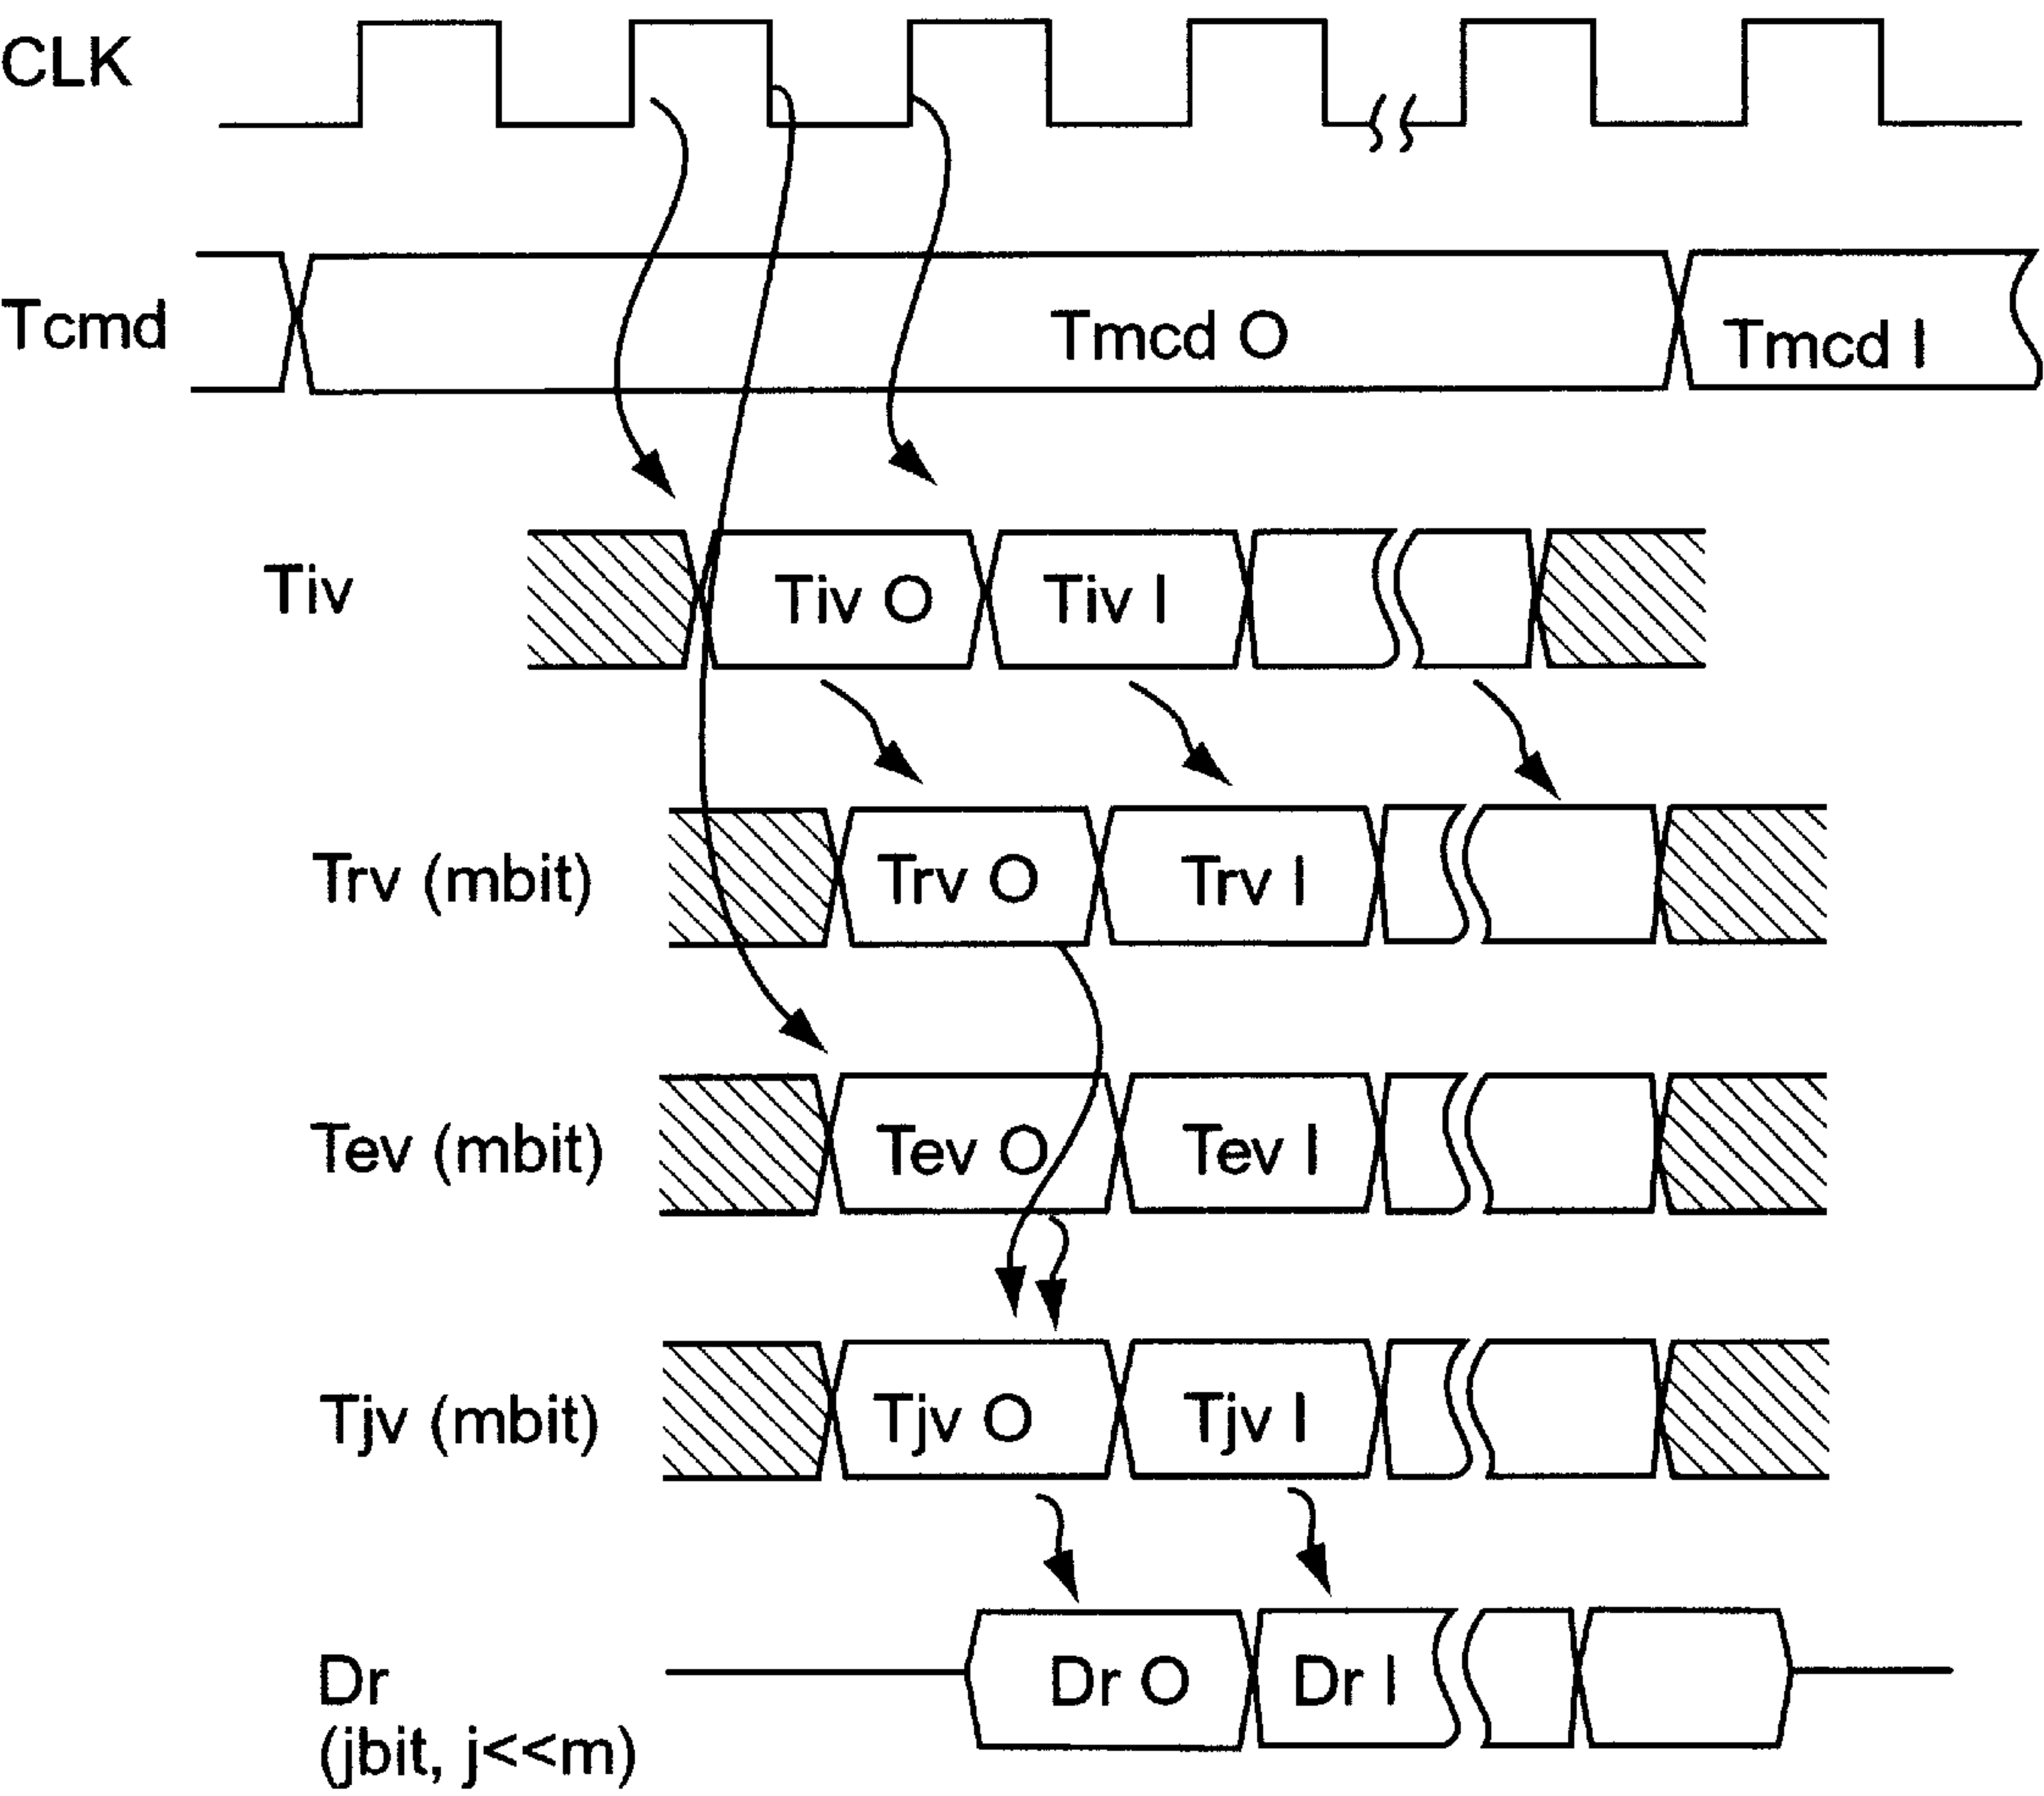 CLK
Tcmd
Tmcd O
Tmcd I
Tiv
Tiv O
Tiv I
Trv (mbit)
Trv O
Trv I
Tev (mbit)
Tev O
Tev I
Tjv (mbit)
Tjv O
Tjv I
Dr
(jbit, j<<m)
Dr O
Dr I